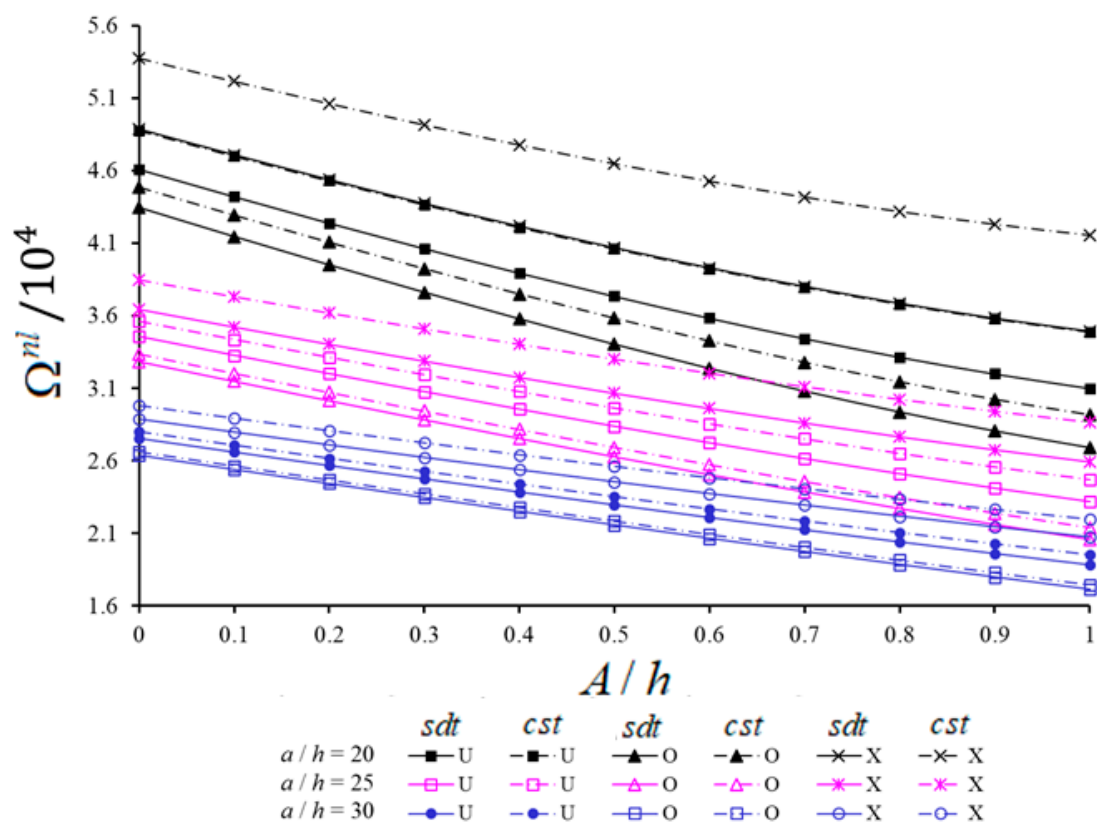 5.6
5.1
4.6
4.1
3.6
3.1
2.6
2.1
1.6
Ω^{nl} /10^4
0 0.1 0.2 0.3 0.4 0.5 0.6 0.7 0.8 0.9 1
A / h
sdt cst sdt cst sdt cst
a / h = 20 U U O O X X
a / h = 25 U U O O X X
a / h = 30 U U O O X X